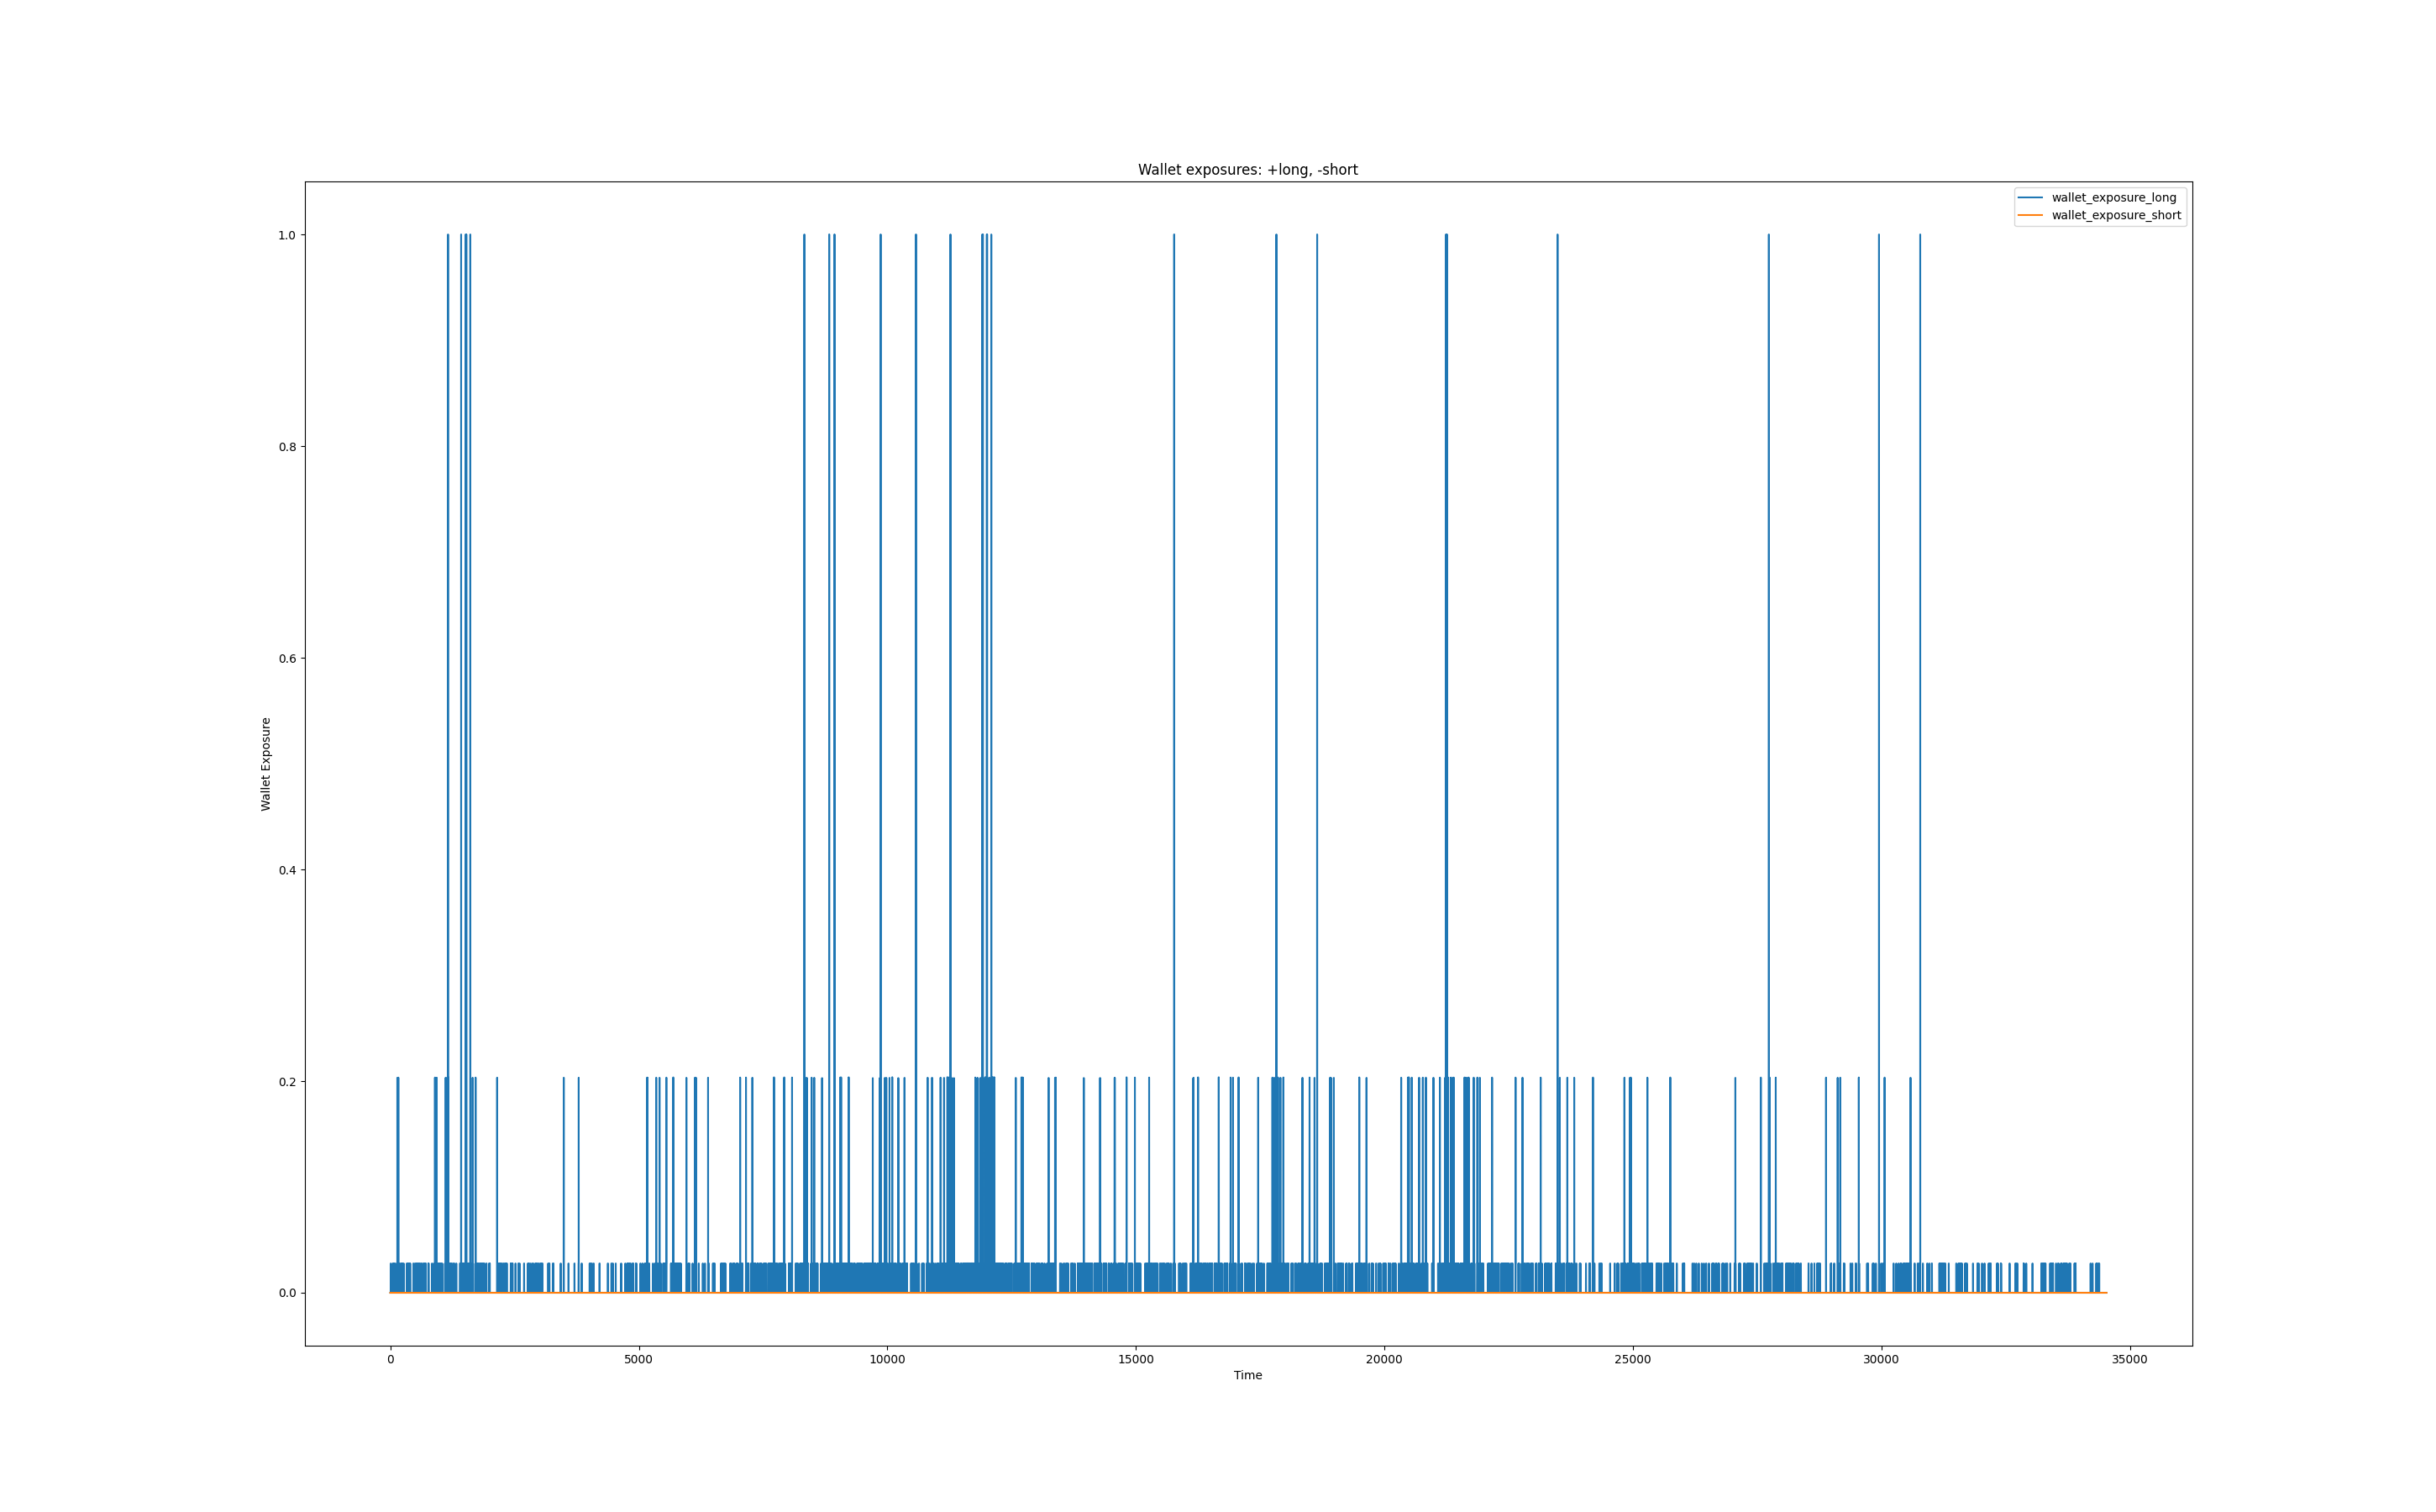 Wallet exposures: +long, -short
wallet_exposure_long
wallet_exposure_short
1.0
0.8
0.6
0.4
0.2
0.0
Wallet Exposure
0 5000 10000 15000 20000 25000 30000 35000
Time